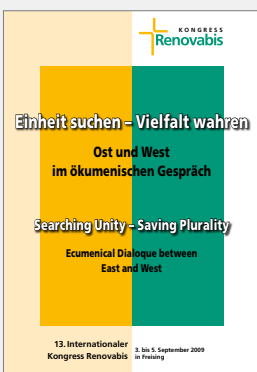 KONGRESS
Renovabis
Einheit suchen – Vielfalt wahren
Ost und West
im ökumenischen Gespräch
Searching Unity – Saving Plurality
Ecumenical Dialogue between
East and West
13. Internationaler
Kongress Renovabis
3. bis 5. September 2009
in Freising